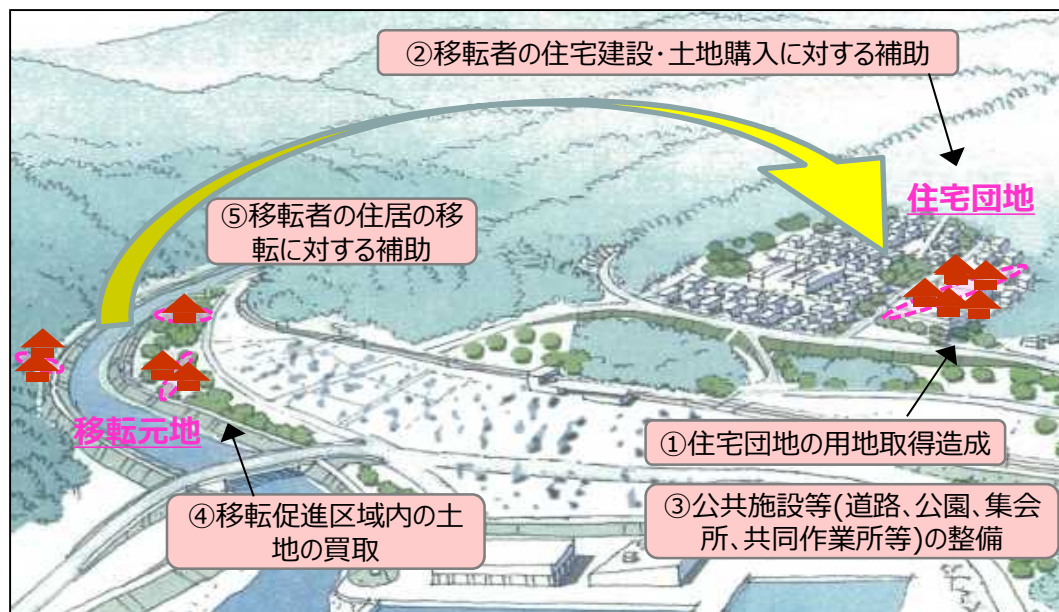 ②移転者の住宅建設・土地購入に対する補助
住宅団地
⑤移転者の住居の移
転に対する補助
移転元地
①住宅団地の用地取得造成
④移転促進区域内の土
地の買取
③公共施設等(道路、公園、集会
所、共同作業所等)の整備